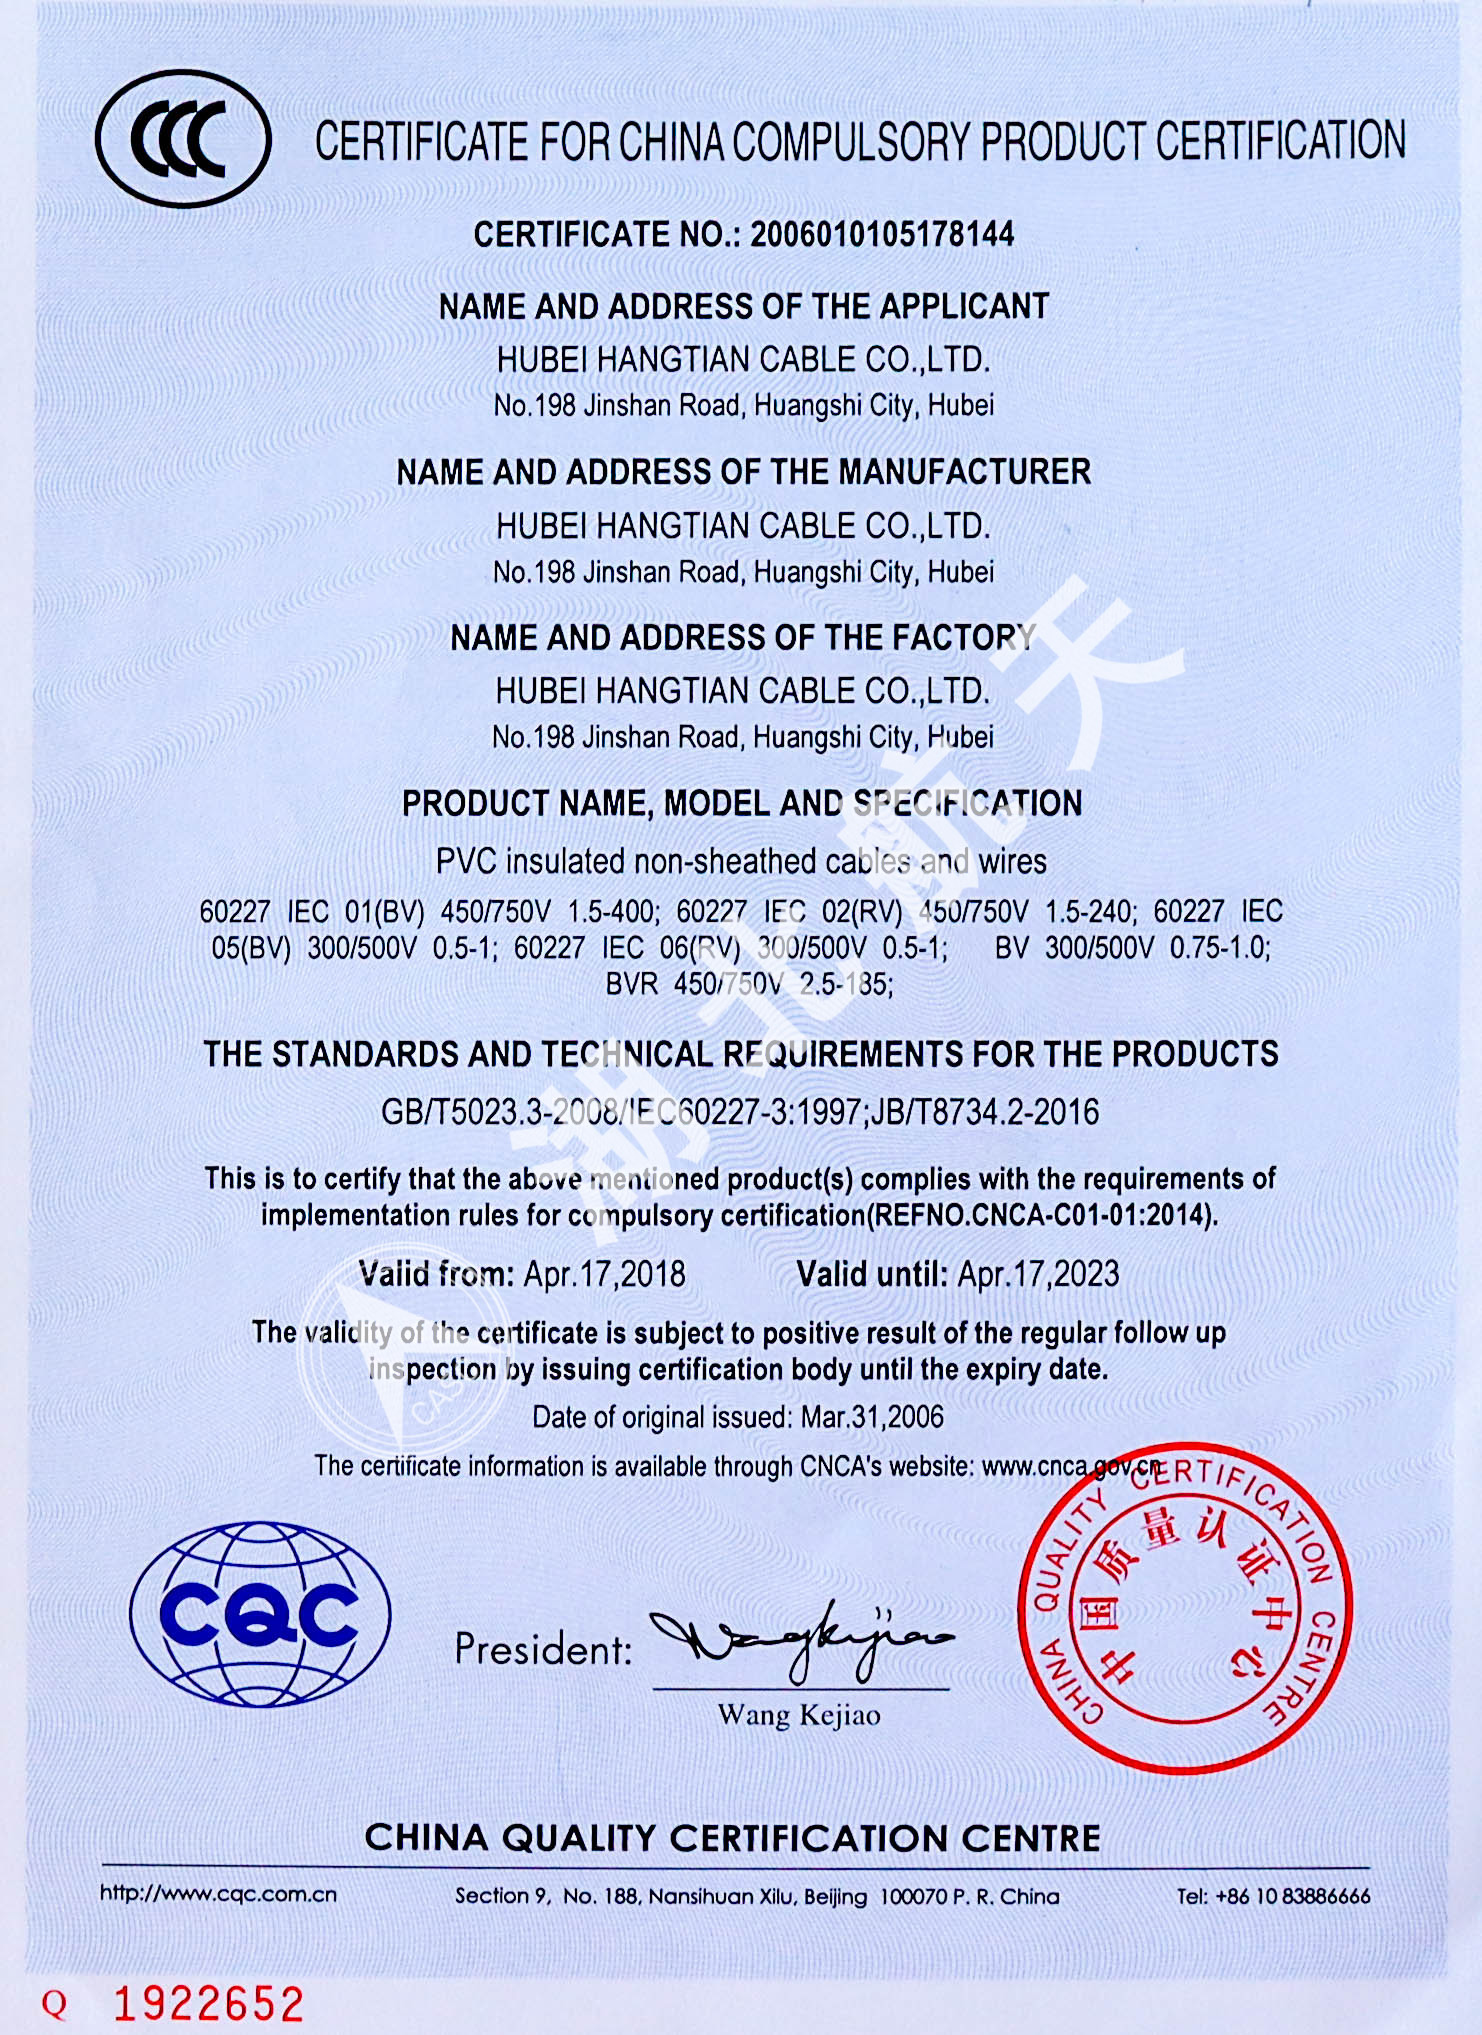 CCC
CERTIFICATE FOR CHINA COMPULSORY PRODUCT CERTIFICATION
CERTIFICATE NO.: 2006010105178144
NAME AND ADDRESS OF THE APPLICANT
HUBEI HANGTIAN CABLE CO.,LTD.
No.198 Jinshan Road, Huangshi City, Hubei
NAME AND ADDRESS OF THE MANUFACTURER
HUBEI HANGTIAN CABLE CO.,LTD.
No.198 Jinshan Road, Huangshi City, Hubei
NAME AND ADDRESS OF THE FACTORY
HUBEI HANGTIAN CABLE CO.,LTD.
No.198 Jinshan Road, Huangshi City, Hubei
PRODUCT NAME, MODEL AND SPECIFICATION
PVC insulated non-sheathed cables and wires
60227 IEC 01(BV) 450/750V 1.5-400; 60227 IEC 02(RV) 450/750V 1.5-240; 60227 IEC
05(BV) 300/500V 0.5-1; 60227 IEC 06(RV) 300/500V 0.5-1; BV 300/500V 0.75-1.0;
BVR 450/750V 2.5-185;
THE STANDARDS AND TECHNICAL REQUIREMENTS FOR THE PRODUCTS
GB/T5023.3-2008/IEC60227-3:1997;JB/T8734.2-2016
This is to certify that the above mentioned product(s) complies with the requirements of
implementation rules for compulsory certification(REFNO.CNCA-C01-01:2014).
Valid from: Apr.17,2018 Valid until: Apr.17,2023
The validity of the certificate is subject to positive result of the regular follow up
inspection by issuing certification body until the expiry date.
Date of original issued: Mar.31,2006
The certificate information is available through CNCA's website: www.cnca.gov.cn
湖北航天
CQC
President:
Wang Kejiao
Wang Kejiao
CHINA QUALITY CERTIFICATION CENTRE
中国质量认证中心
CHINA QUALITY CERTIFICATION CENTRE
http://www.cqc.com.cn Section 9, No. 188, Nansihuan Xilu, Beijing 100070 P. R. China Tel: +86 10 83886666
Q 1922652